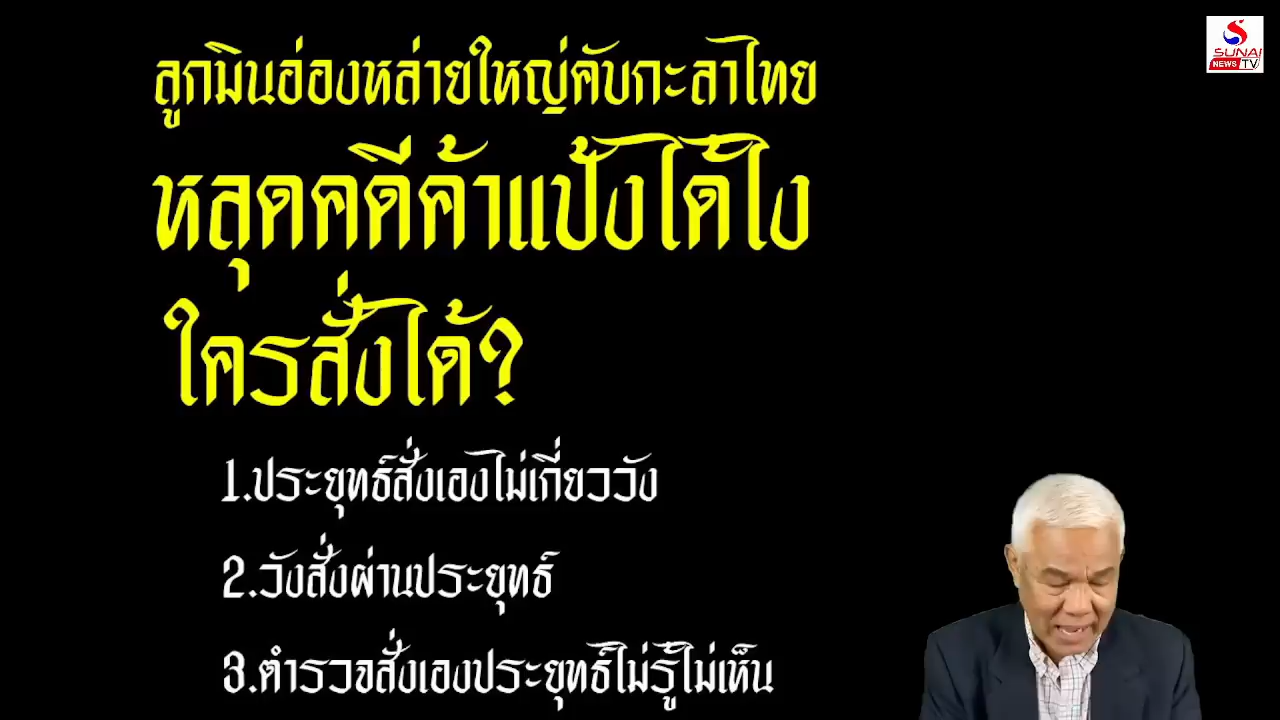 SUNAI
NEWS TV
ลูกมินอ่องหล่ายใหญ่คับกะลาไทย
หลุดคดีค้าแป้งได้ไง
ใครสั่งได้?
1.ประยุทธ์สั่งเองไม่เกี่ยววัง
2.วังสั่งผ่านประยุทธ์
3.ตำรวจสั่งเองประยุทธ์ไม่รู้ไม่เห็น